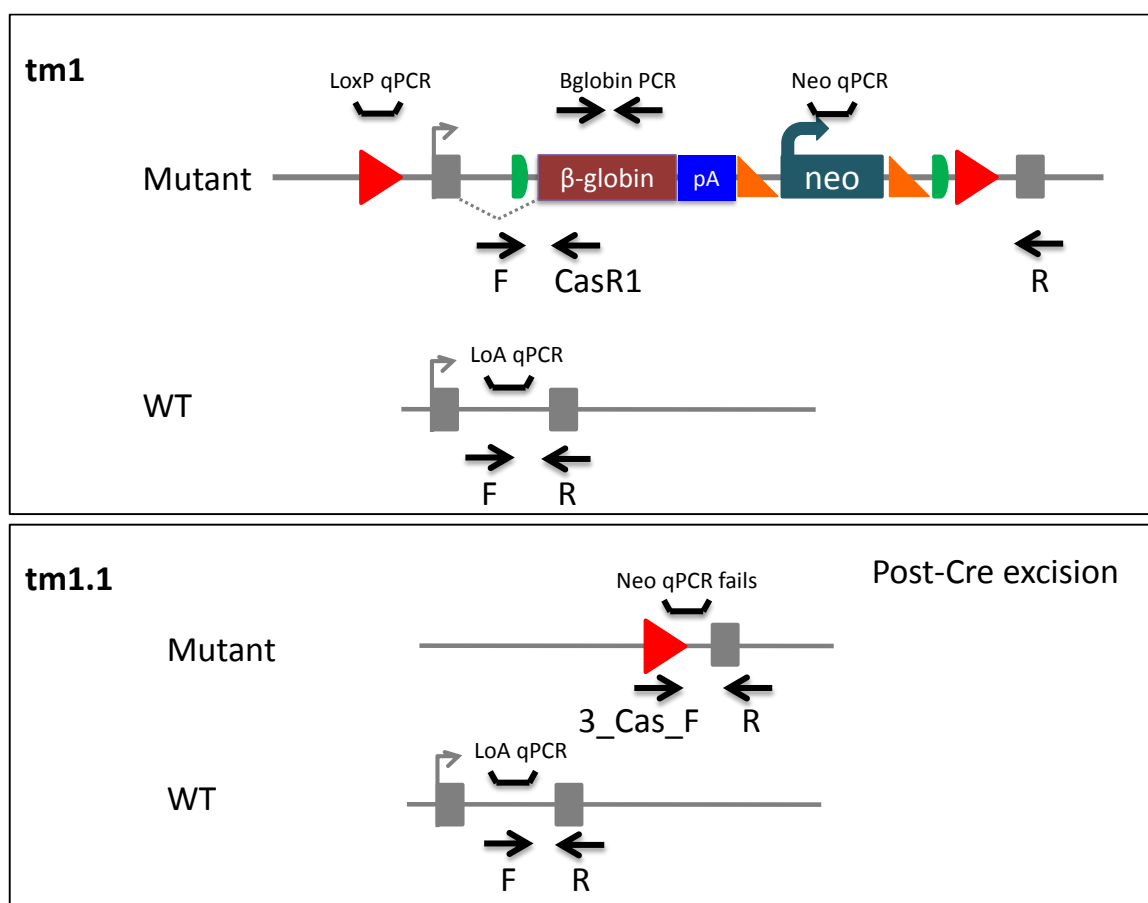 tm1
LoxP qPCR
Bglobin PCR
Neo qPCR
Mutant
β-globin
pA
neo
F
CasR1
R
LoA qPCR
WT
F
R
tm1.1
Post-Cre excision
Neo qPCR fails
Mutant
3_Cas_F
R
LoA qPCR
WT
F
R